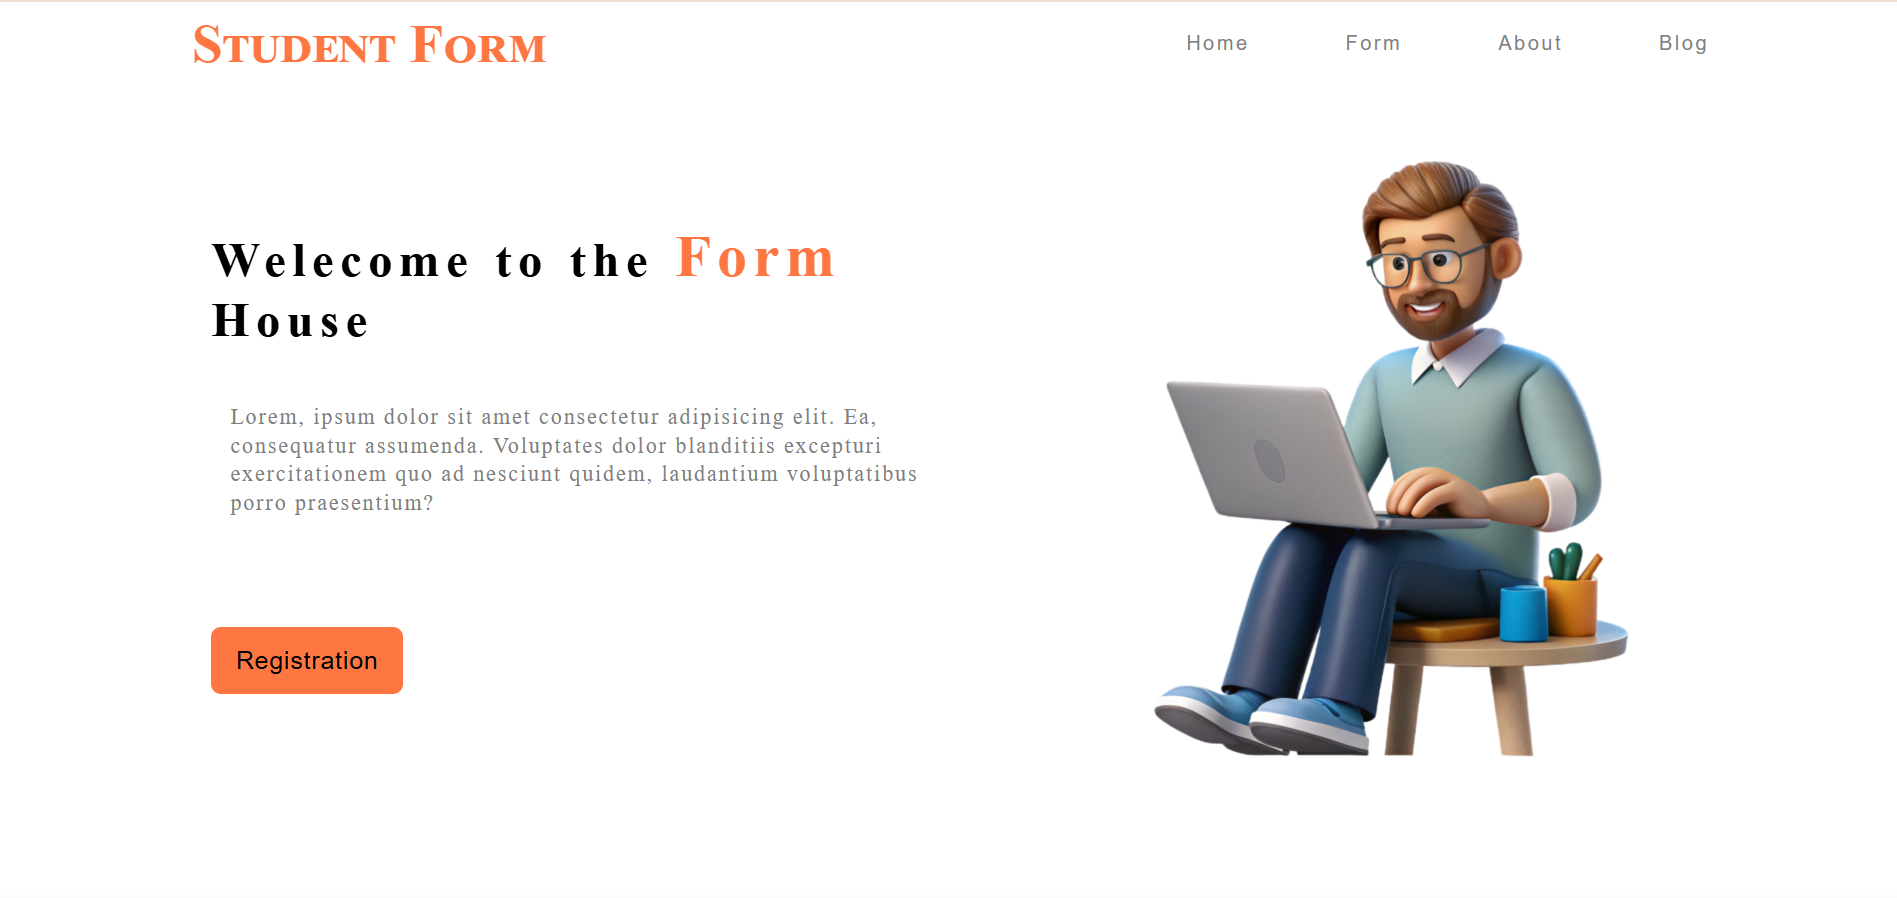 Student Form
Home
Form
About
Blog
Welecome to the Form
House
Lorem, ipsum dolor sit amet consectetur adipisicing elit. Ea,
consequatur assumenda. Voluptates dolor blanditiis excepturi
exercitationem quo ad nesciunt quidem, laudantium voluptatibus
porro praesentium?
Registration